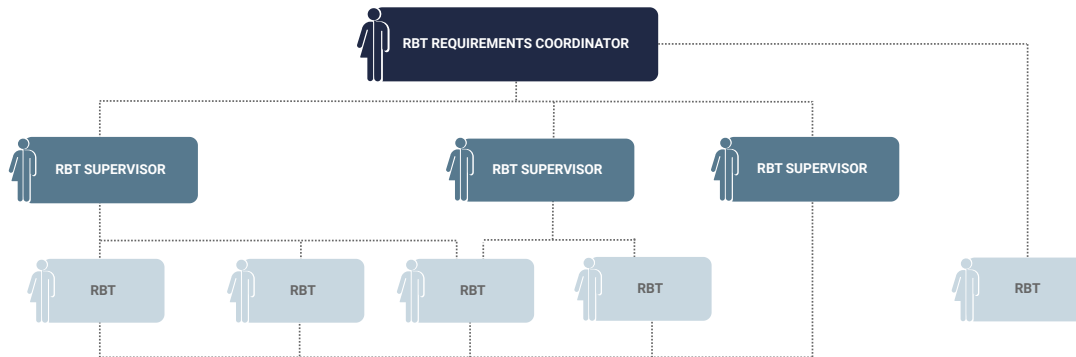 RBT REQUIREMENTS COORDINATOR
RBT SUPERVISOR
RBT SUPERVISOR
RBT SUPERVISOR
RBT
RBT
RBT
RBT
RBT